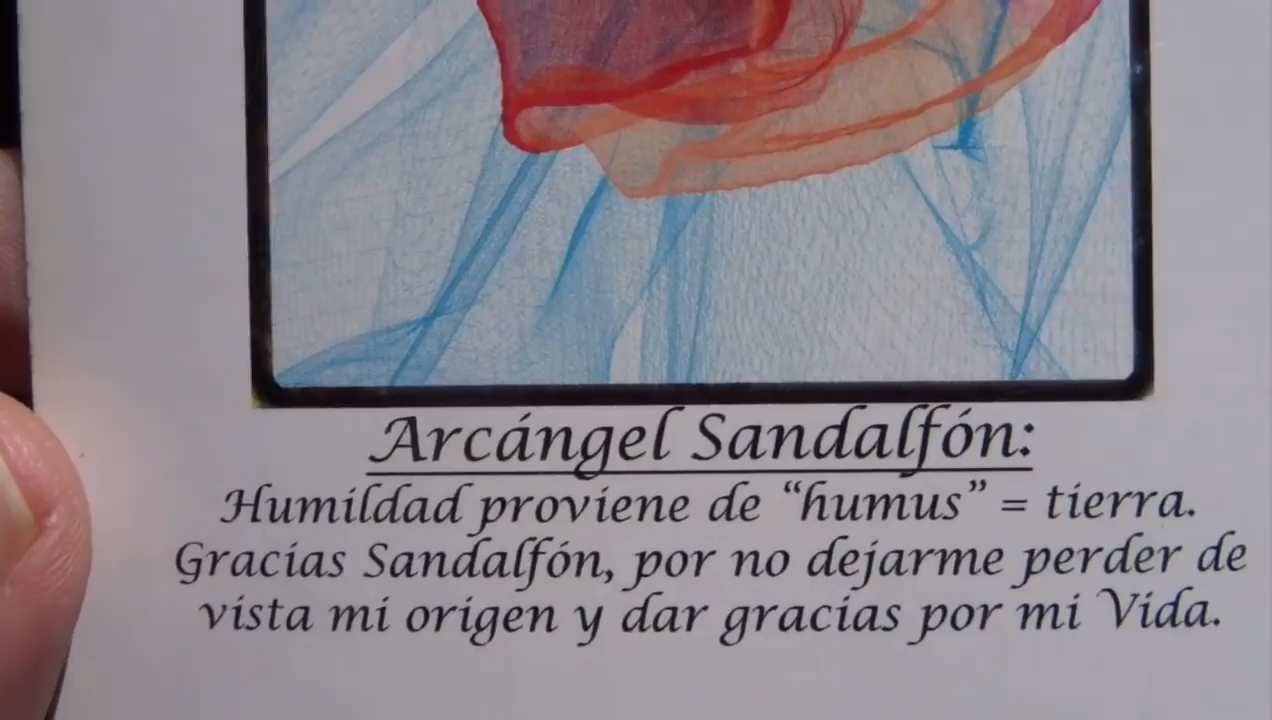 Arcángel Sandalfón:
Humildad proviene de “humus” = tierra.
Gracias Sandalfón, por no dejarme perder de
vista mi origen y dar gracias por mi Vida.